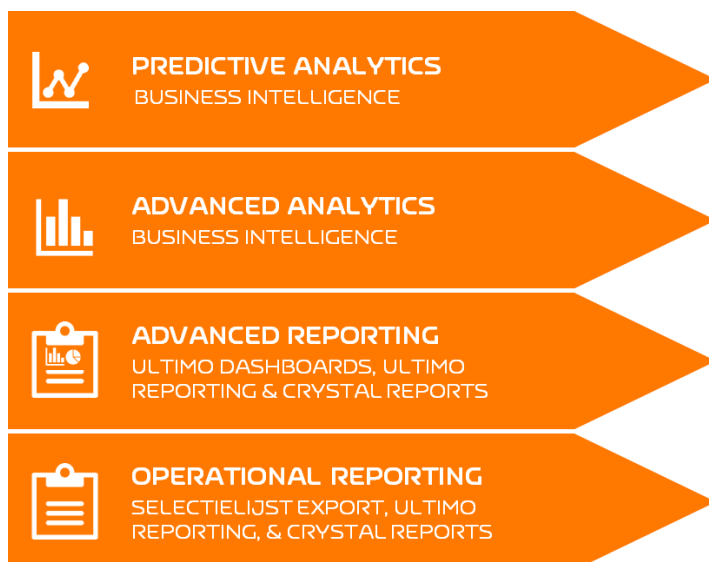 PREDICTIVE ANALYTICS
BUSINESS INTELLIGENCE
ADVANCED ANALYTICS
BUSINESS INTELLIGENCE
ADVANCED REPORTING
ULTIMO DASHBOARDS, ULTIMO
REPORTING & CRYSTAL REPORTS
OPERATIONAL REPORTING
SELECTIELIJST EXPORT, ULTIMO
REPORTING, & CRYSTAL REPORTS